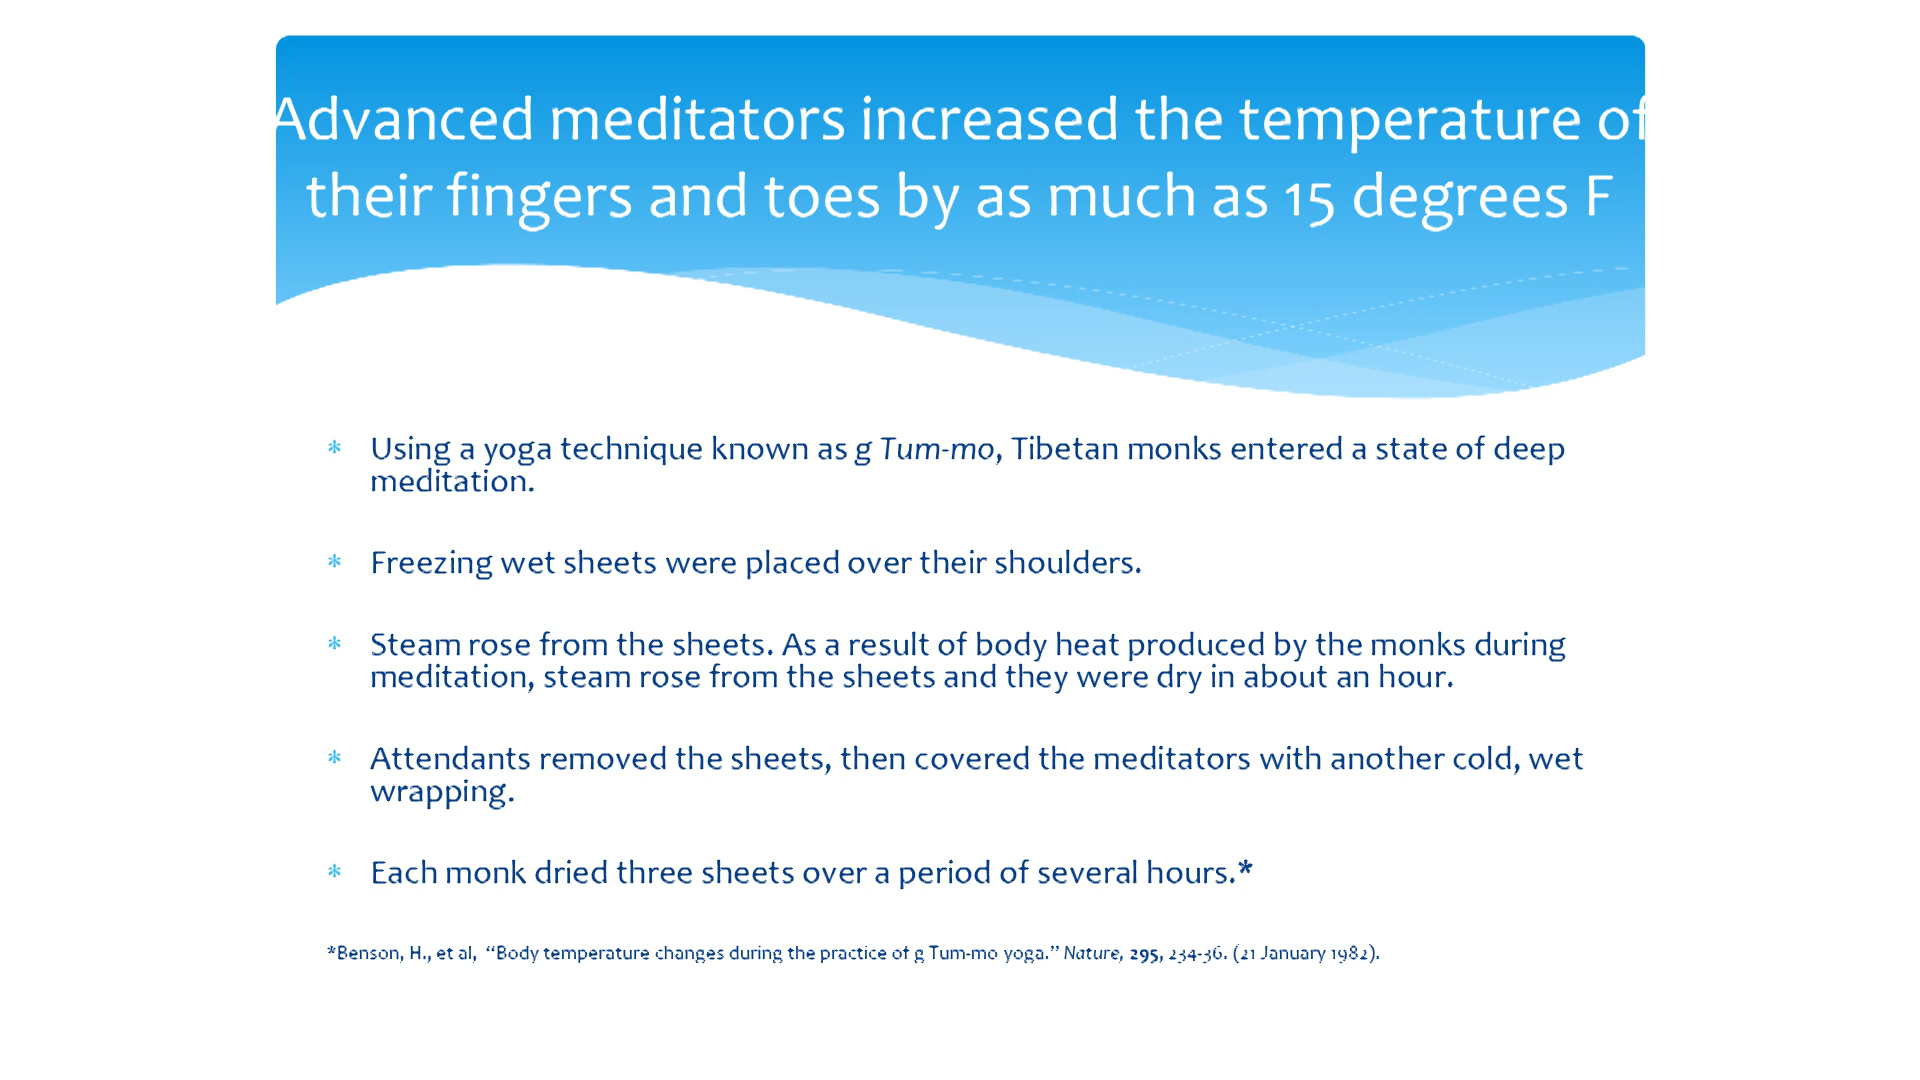 Advanced meditators increased the temperature of
their fingers and toes by as much as 15 degrees F
* Using a yoga technique known as g Tum-mo, Tibetan monks entered a state of deep
meditation.
* Freezing wet sheets were placed over their shoulders.
* Steam rose from the sheets. As a result of body heat produced by the monks during
meditation, steam rose from the sheets and they were dry in about an hour.
* Attendants removed the sheets, then covered the meditators with another cold, wet
wrapping.
* Each monk dried three sheets over a period of several hours.*
*Benson, H., et al, “Body temperature changes during the practice of g Tum-mo yoga.” Nature, 295, 234-36. (21 January 1982).